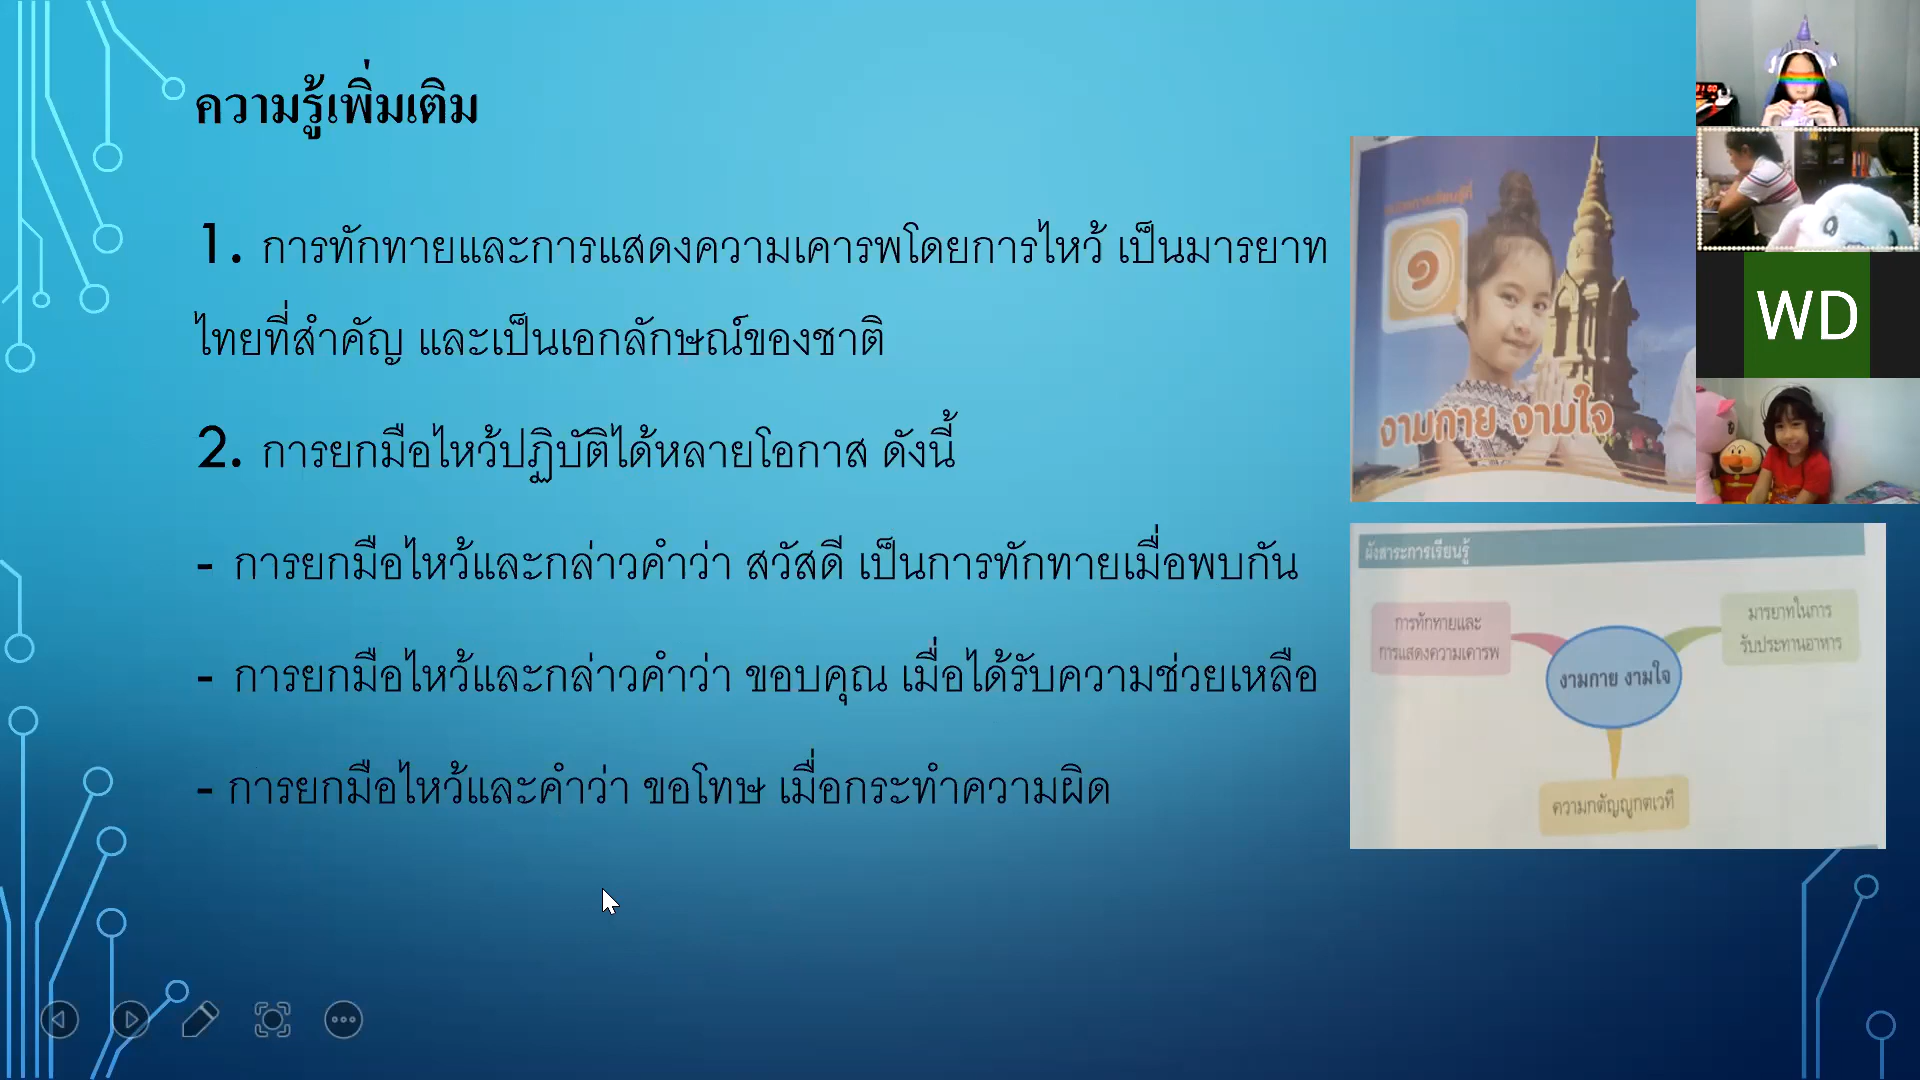 ความรู้เพิ่มเติม
1. การทักทายและการแสดงความเคารพโดยการไหว้ เป็นมารยาท
ไทยที่สำคัญ และเป็นเอกลักษณ์ของชาติ
2. การยกมือไหว้ปฏิบัติได้หลายโอกาส ดังนี้
- การยกมือไหว้และกล่าวคำว่า สวัสดี เป็นการทักทายเมื่อพบกัน
- การยกมือไหว้และกล่าวคำว่า ขอบคุณ เมื่อได้รับความช่วยเหลือ
- การยกมือไหว้และคำว่า ขอโทษ เมื่อกระทำความผิด
๑
งามกาย งามใจ
WD
ผังสาระการเรียนรู้
การทักทายและ
การแสดงความเคารพ
มารยาทในการ
รับประทานอาหาร
งามกาย งามใจ
ความกตัญญูกตเวที